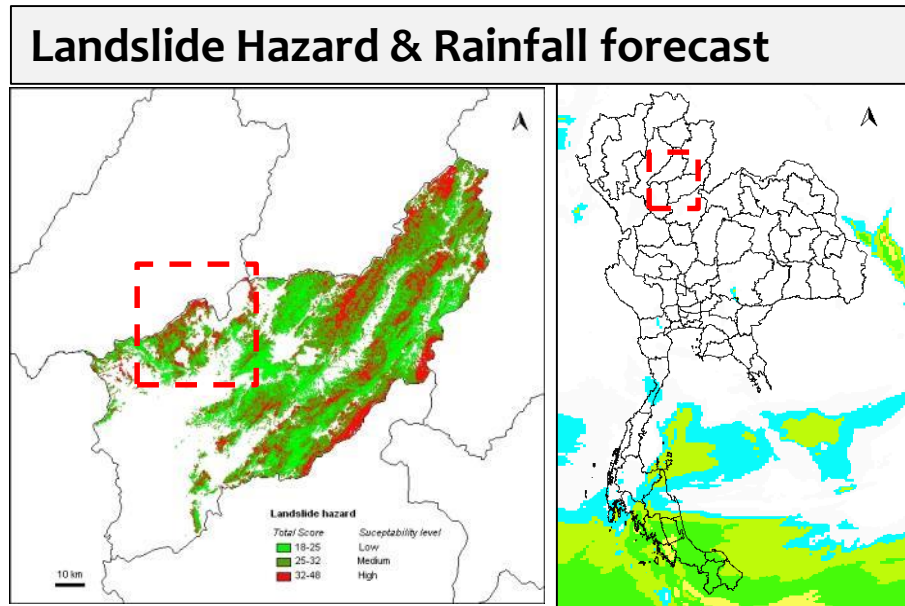 Landslide Hazard & Rainfall forecast
Landslide hazard
Total Score Suceptability level
18-25 Low
25-32 Medium
32-48 High
10 km